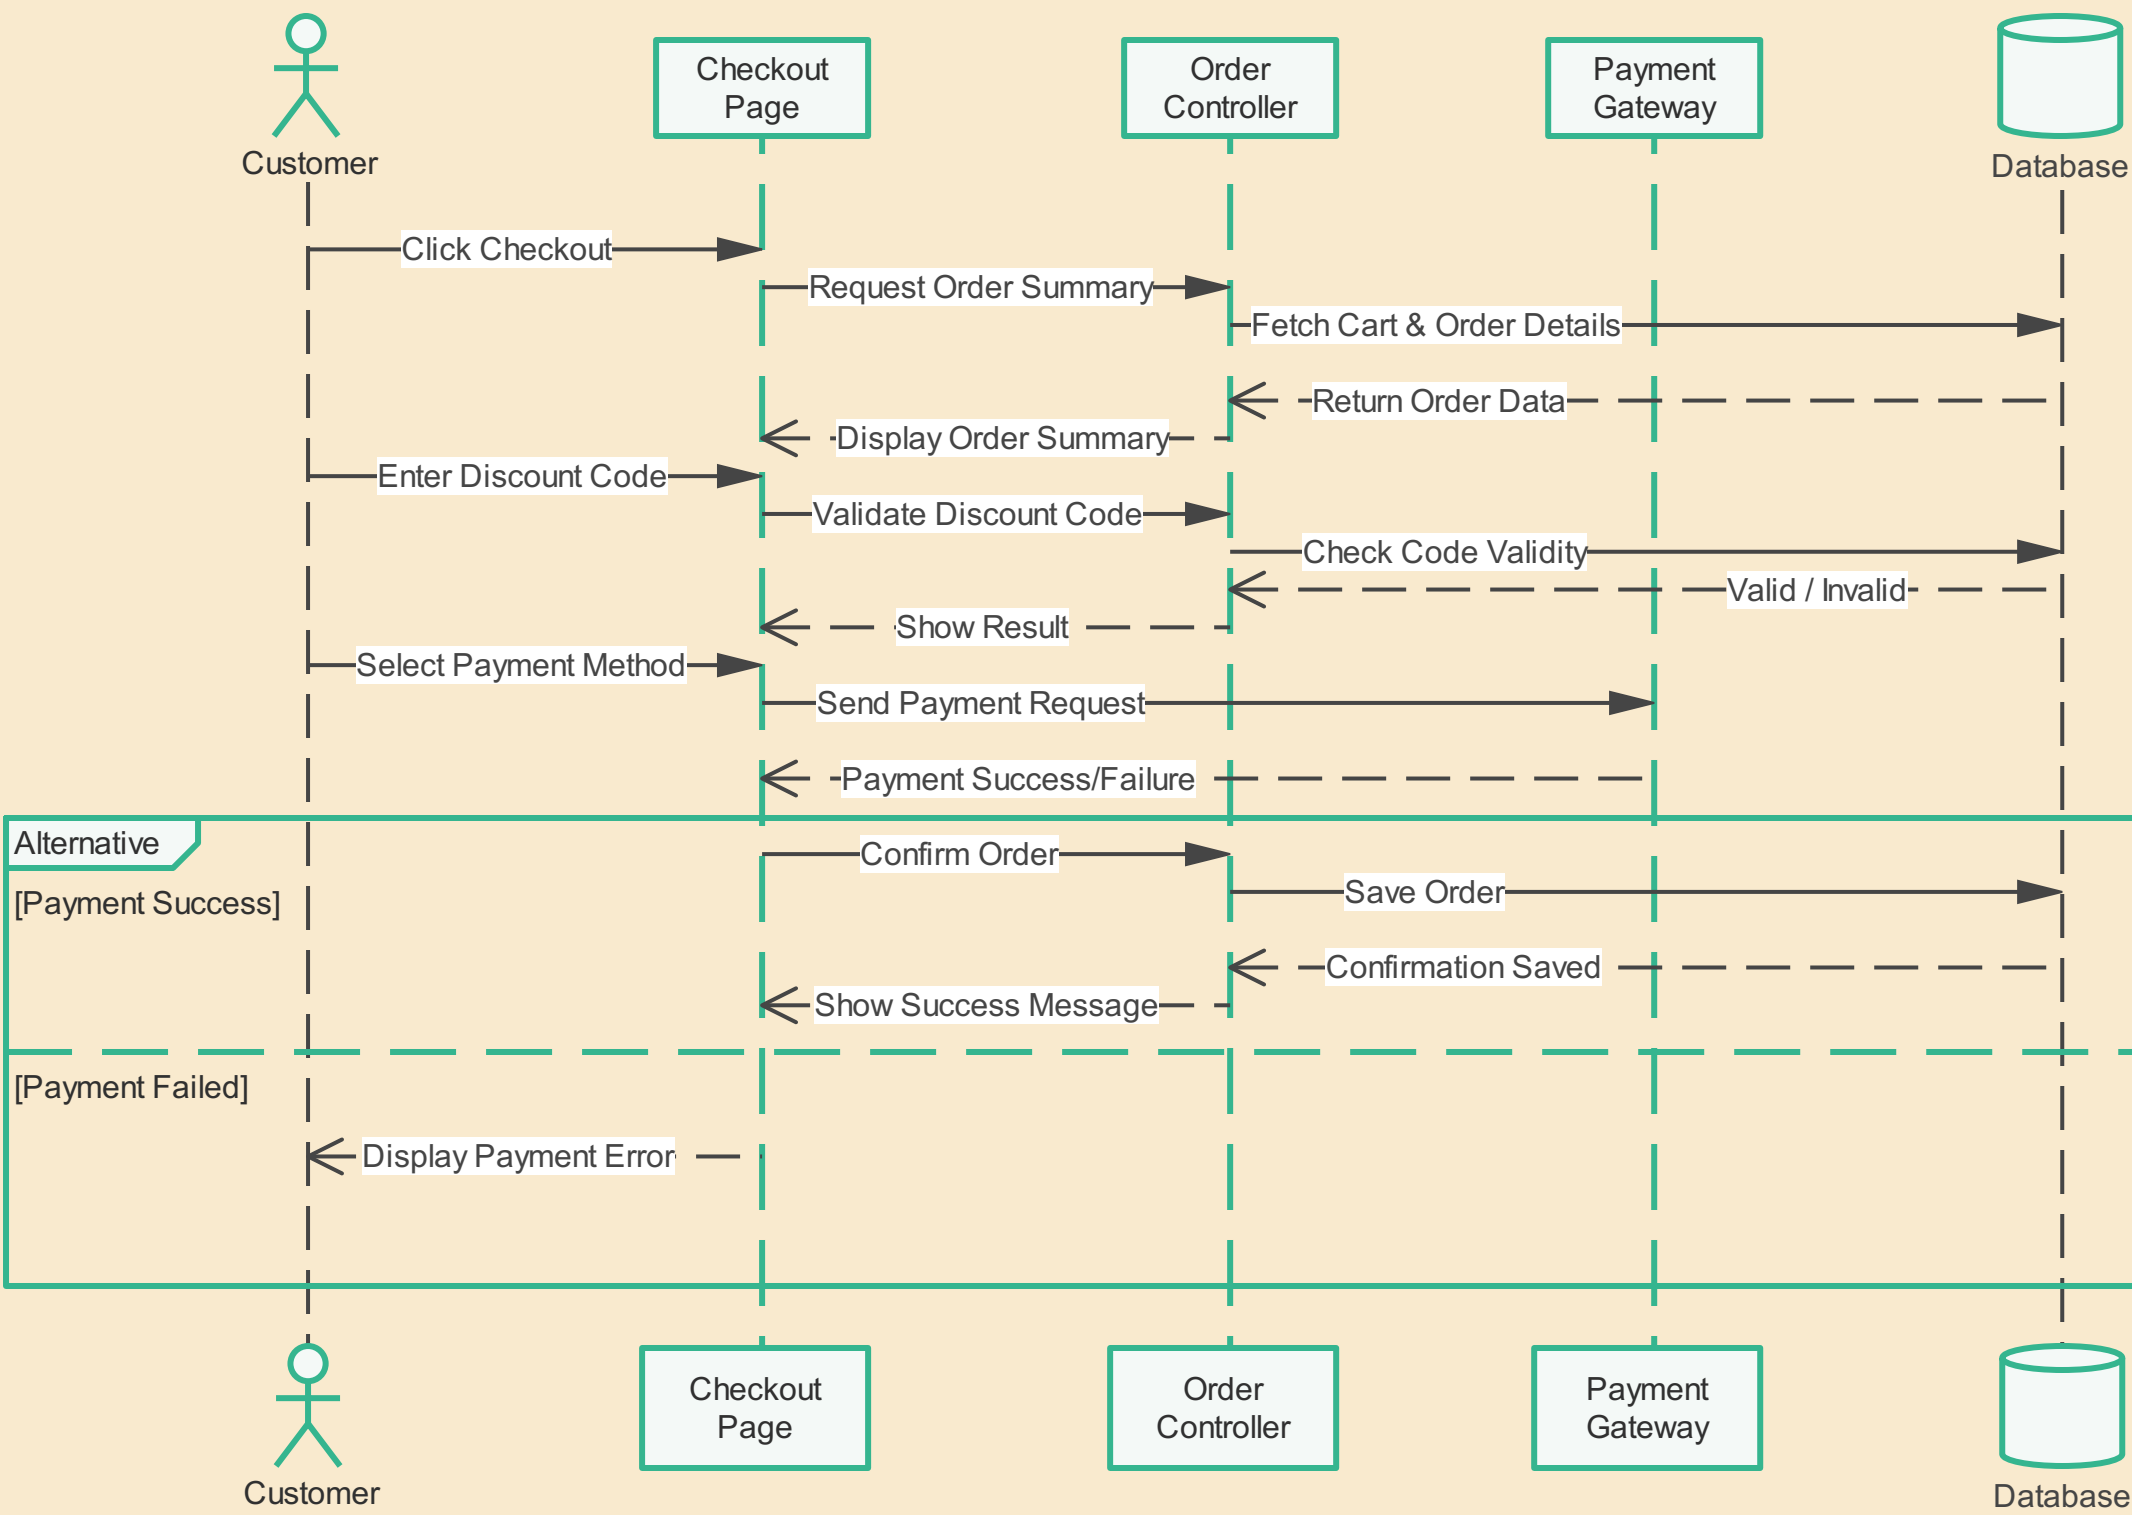 Checkout
Page
Order
Controller
Payment
Gateway
Customer
Database
Click Checkout
Request Order Summary
Fetch Cart & Order Details
Return Order Data
Display Order Summary
Enter Discount Code
Validate Discount Code
Check Code Validity
Valid / Invalid
Show Result
Select Payment Method
Send Payment Request
Payment Success/Failure
Alternative
Confirm Order
[Payment Success]
Save Order
Confirmation Saved
Show Success Message
[Payment Failed]
Display Payment Error
Checkout
Page
Order
Controller
Payment
Gateway
Customer
Database